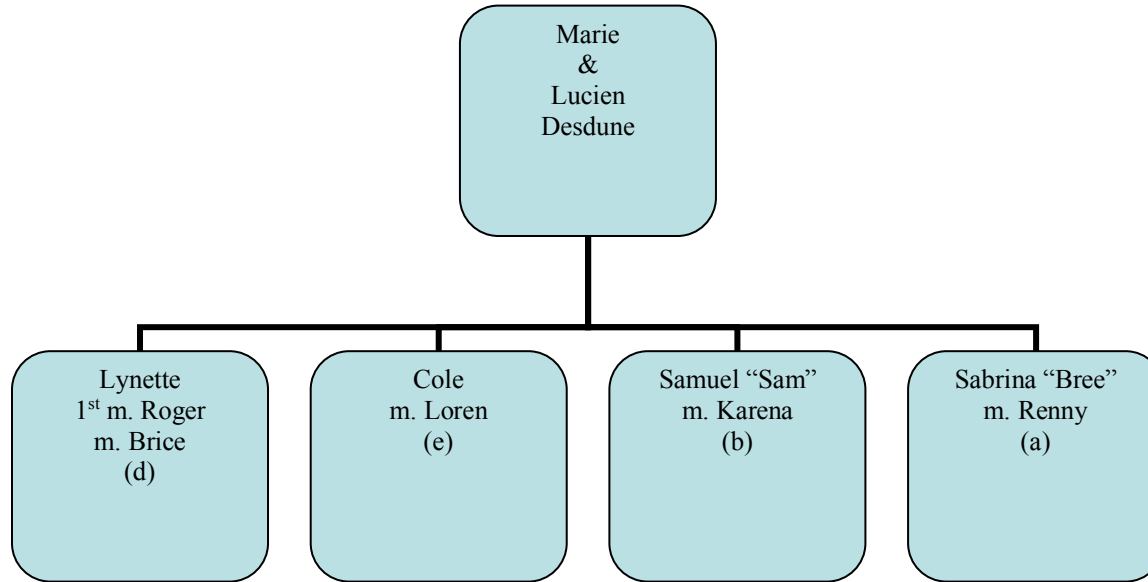 Marie
&
Lucien
Desdune
Lynette
1st m. Roger
m. Brice
(d)
Cole
m. Loren
(e)
Samuel “Sam”
m. Karena
(b)
Sabrina “Bree”
m. Renny
(a)